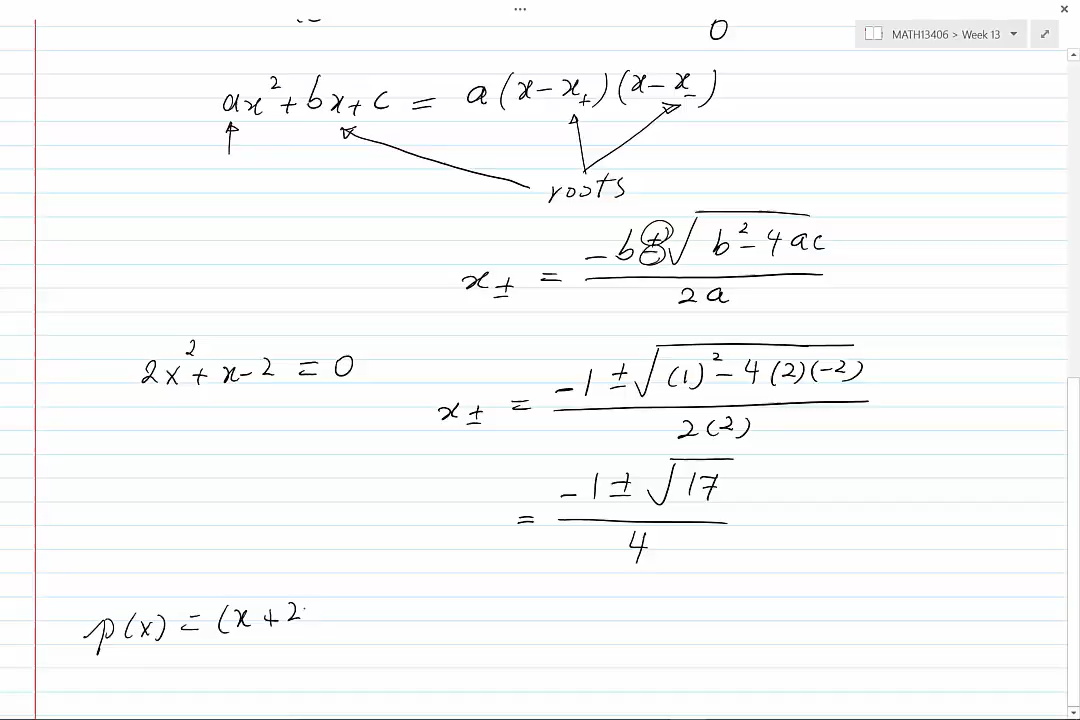 MATH13406 > Week 13
0
ax² + bx + c = a(x - x₊)(x - x₋)
roots
x± = (-b ± √(b² - 4ac)) / 2a
2x² + x - 2 = 0
x± = (-1 ± √((1)² - 4(2)(-2))) / 2(2)
= (-1 ± √17) / 4
p(x) = (x + 2